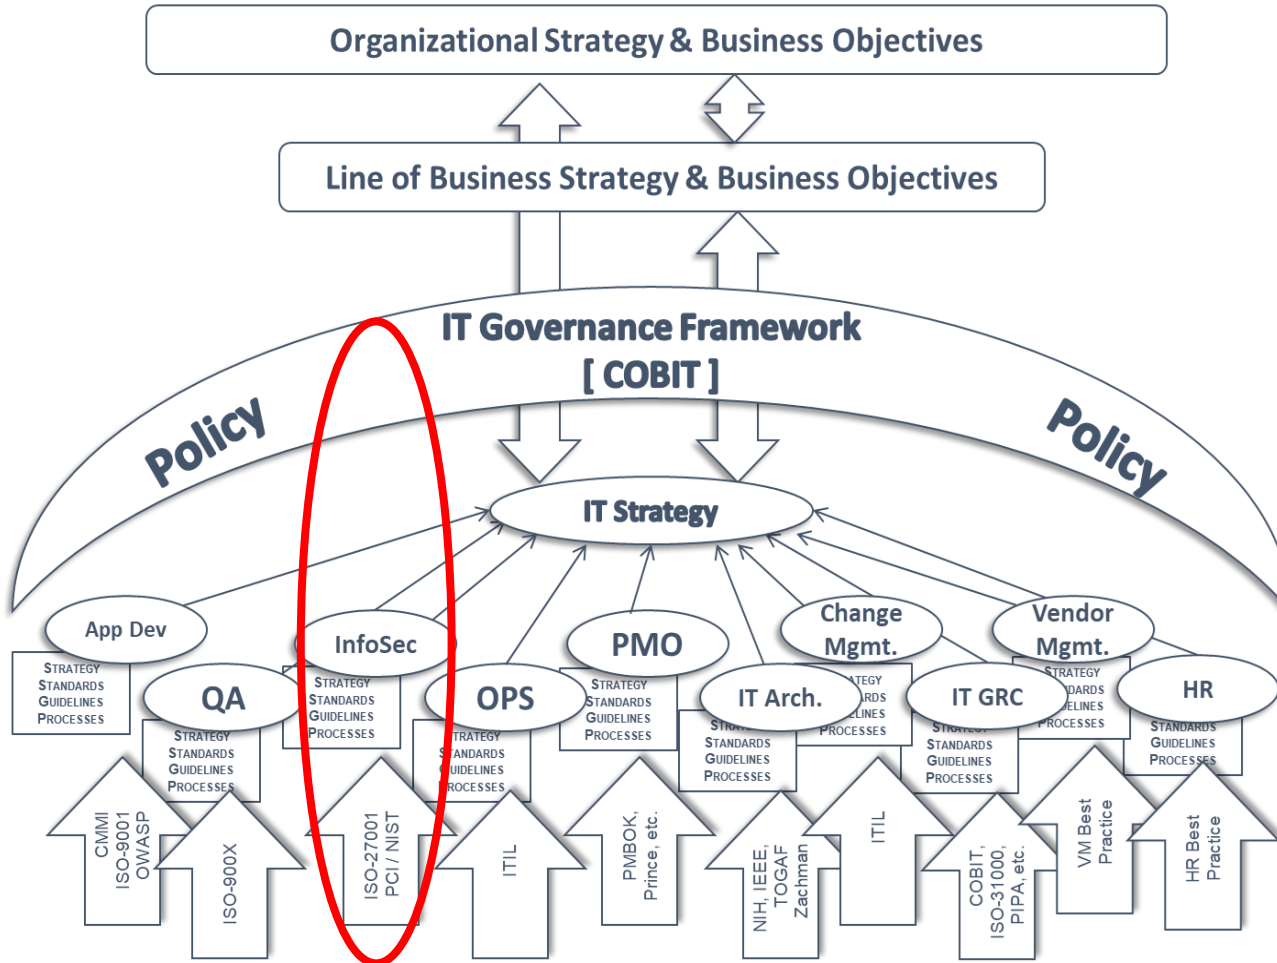 Organizational Strategy & Business Objectives
Line of Business Strategy & Business Objectives
IT Governance Framework
[ COBIT ]
Policy
Policy
IT Strategy
App Dev
STRATEGY
STANDARDS
GUIDELINES
PROCESSES
QA
STRATEGY
STANDARDS
GUIDELINES
PROCESSES
InfoSec
STRATEGY
STANDARDS
GUIDELINES
PROCESSES
OPS
STRATEGY
STANDARDS
GUIDELINES
PROCESSES
PMO
STRATEGY
STANDARDS
GUIDELINES
PROCESSES
IT Arch.
STANDARDS
GUIDELINES
PROCESSES
Change
Mgmt.
IT GRC
STRATEGY
STANDARDS
GUIDELINES
PROCESSES
Vendor
Mgmt.
STRATEGY
HR
STANDARDS
GUIDELINES
PROCESSES
CMMI
ISO-9001
OWASP
ISO-900X
ISO-27001
PCI / NIST
ITIL
PMBOK,
Prince, etc.
NIH, IEEE,
TOGAF
Zachman
ITIL
COBIT,
ISO-31000,
PIPA, etc.
VM Best
Practice
HR Best
Practice